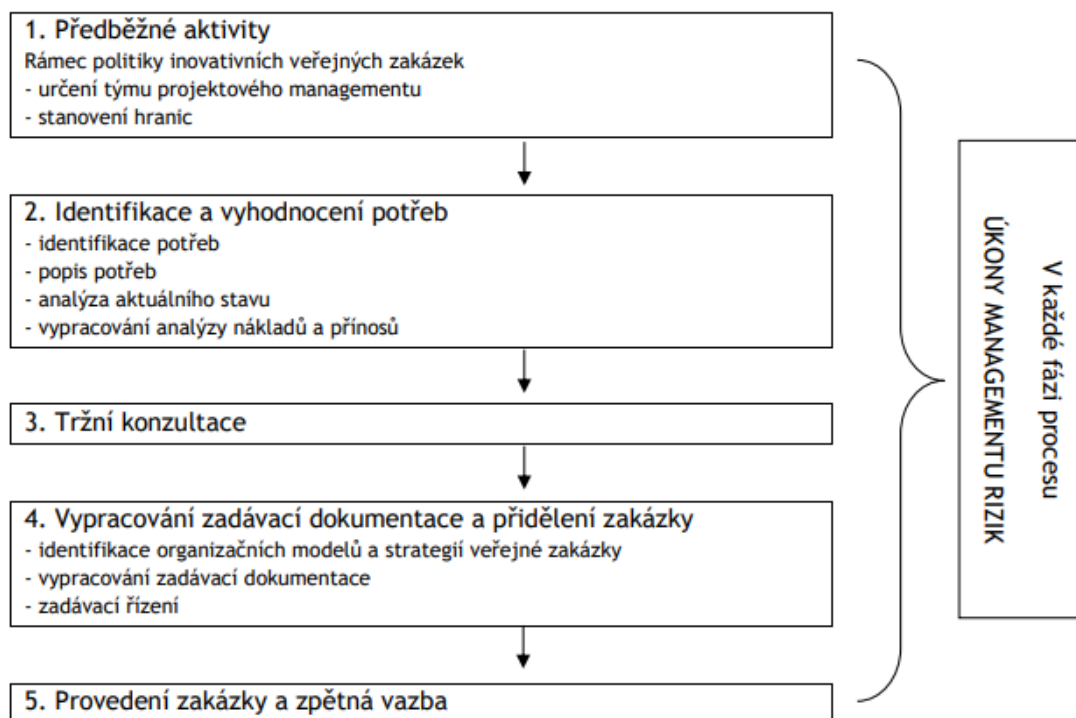 1. Předběžné aktivity
Rámec politiky inovativních veřejných zakázek
- určení týmu projektového managementu
- stanovení hranic
2. Identifikace a vyhodnocení potřeb
- identifikace potřeb
- popis potřeb
- analýza aktuálního stavu
- vypracování analýzy nákladů a přínosů
3. Tržní konzultace
4. Vypracování zadávací dokumentace a přidělení zakázky
- identifikace organizačních modelů a strategií veřejné zakázky
- vypracování zadávací dokumentace
- zadávací řízení
5. Provedení zakázky a zpětná vazba
V každé fázi procesu
ÚKONY MANAGEMENTU RIZIK